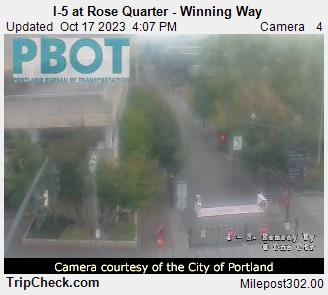 I-5 at Rose Quarter - Winning Way
Updated Oct 17 2023 4:07 PM Camera 4
PBOT
PORTLAND BUREAU OF TRANSPORTATION
Camera courtesy of the City of Portland
TripCheck.com Milepost302.00